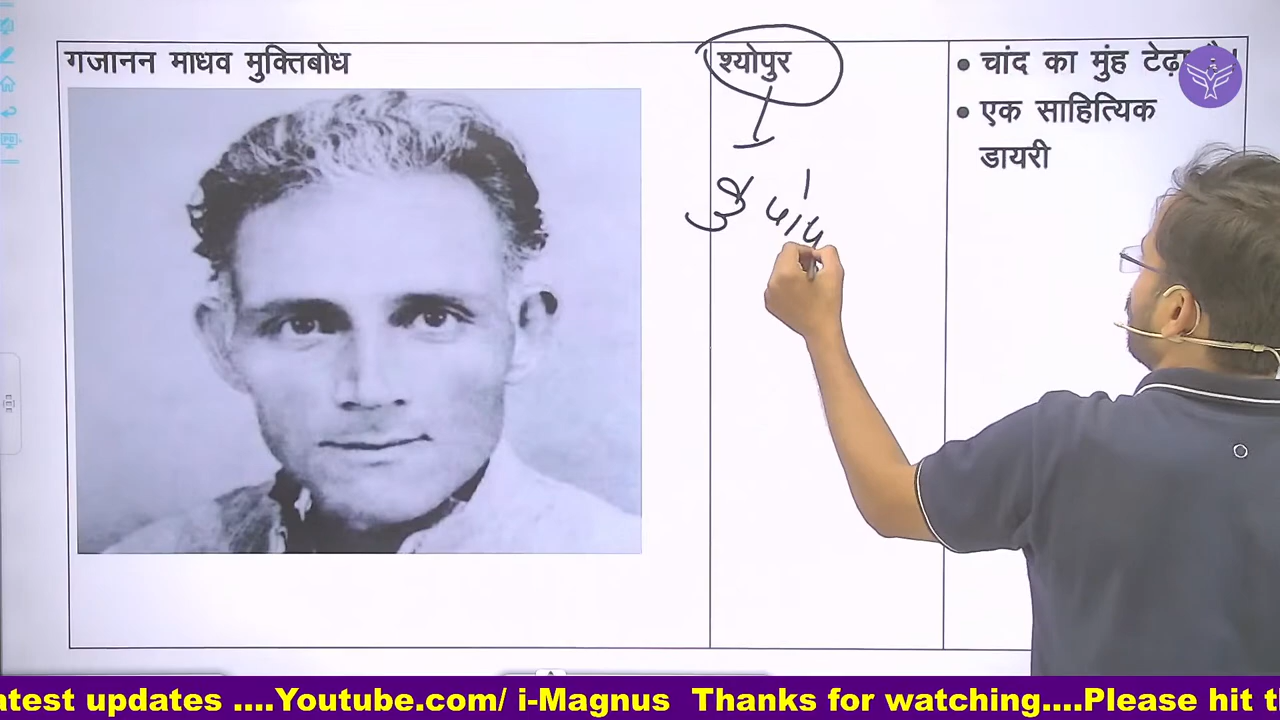 गजानन माधव मुक्तिबोध
श्योपुर
• चांद का मुंह टेढ़ा है।
• एक साहित्यिक
डायरी
atest updates ....Youtube.com/ i-Magnus Thanks for watching....Please hit t